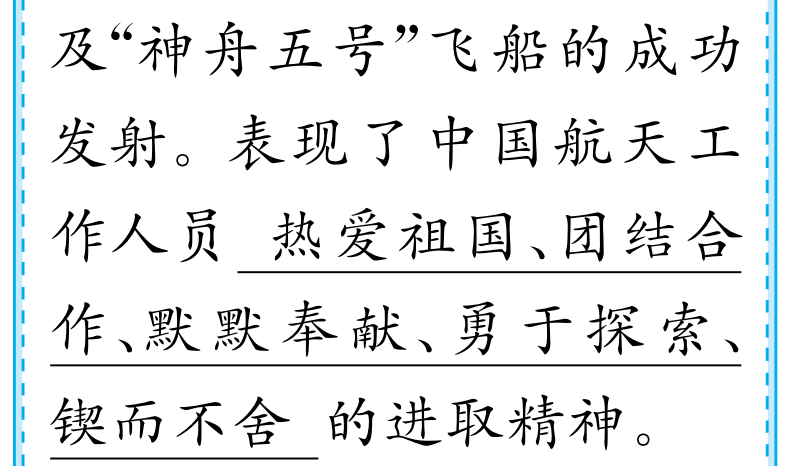 及“神舟五号”飞船的成功
发射。表现了中国航天工
作人员 热爱祖国、团结合
作、默默奉献、勇于探索、
锲而不舍 的进取精神。